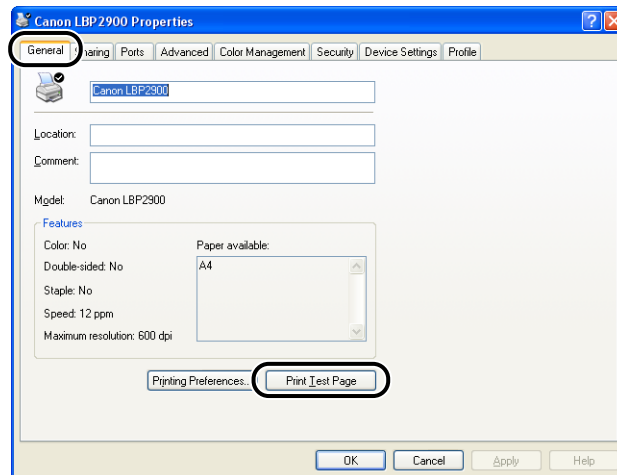 Canon LBP2900 Properties
General Sharing Ports Advanced Color Management Security Device Settings Profile
Canon LBP2900
Location:
Comment:
Model: Canon LBP2900
Features
Color: No Paper available:
Double-sided: No A4
Staple: No
Speed: 12 ppm
Maximum resolution: 600 dpi
Printing Preferences... Print Test Page
OK Cancel Apply Help